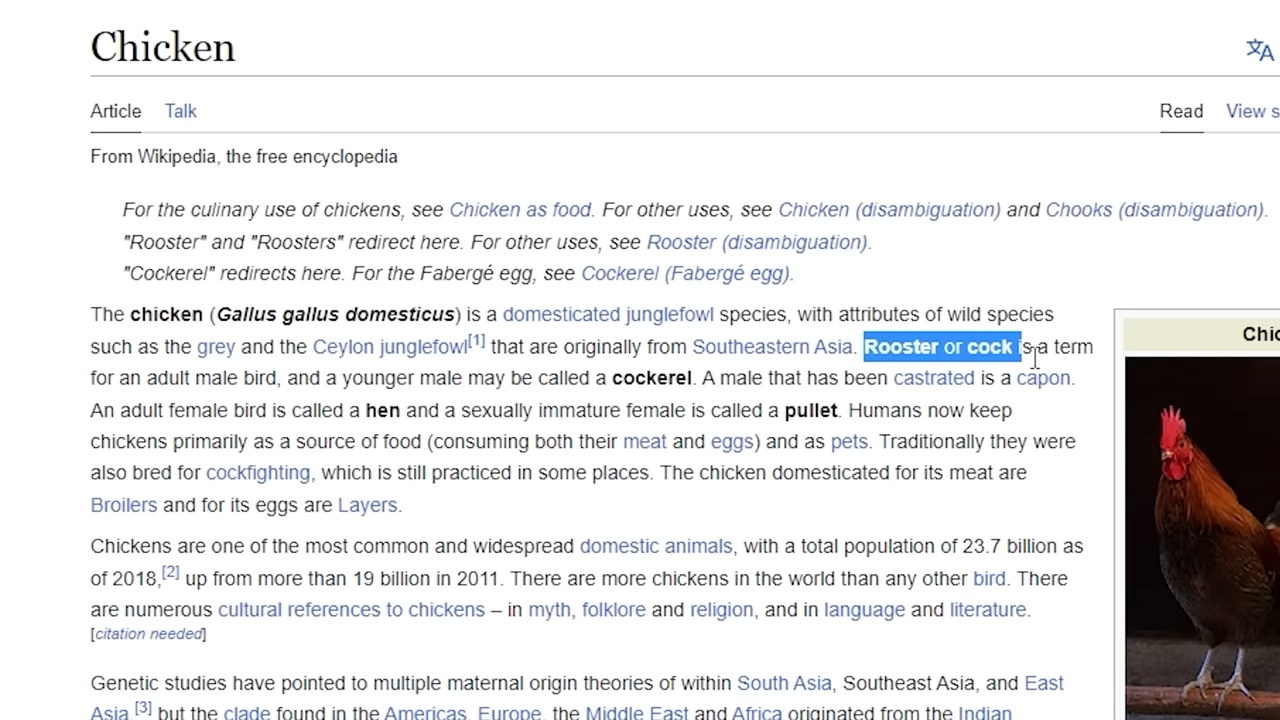 Chicken
Article Talk Read View s
From Wikipedia, the free encyclopedia
For the culinary use of chickens, see Chicken as food. For other uses, see Chicken (disambiguation) and Chooks (disambiguation).
"Rooster" and "Roosters" redirect here. For other uses, see Rooster (disambiguation).
"Cockerel" redirects here. For the Fabergé egg, see Cockerel (Fabergé egg).
The chicken (Gallus gallus domesticus) is a domesticated junglefowl species, with attributes of wild species
such as the grey and the Ceylon junglefowl[1] that are originally from Southeastern Asia. Rooster or cock is a term
for an adult male bird, and a younger male may be called a cockerel. A male that has been castrated is a capon.
An adult female bird is called a hen and a sexually immature female is called a pullet. Humans now keep
chickens primarily as a source of food (consuming both their meat and eggs) and as pets. Traditionally they were
also bred for cockfighting, which is still practiced in some places. The chicken domesticated for its meat are
Broilers and for its eggs are Layers.
Chic
Chickens are one of the most common and widespread domestic animals, with a total population of 23.7 billion as
of 2018,[2] up from more than 19 billion in 2011. There are more chickens in the world than any other bird. There
are numerous cultural references to chickens – in myth, folklore and religion, and in language and literature.
[citation needed]
Genetic studies have pointed to multiple maternal origin theories of within South Asia, Southeast Asia, and East
Asia,[3] but the clade found in the Americas, Europe, the Middle East and Africa originated from the Indian